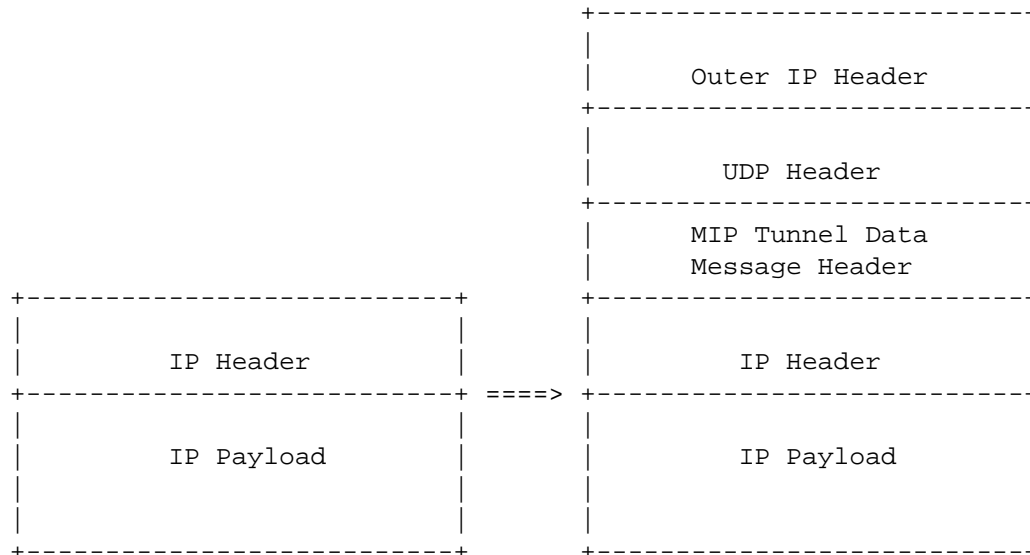 Outer IP Header
UDP Header
MIP Tunnel Data
Message Header
IP Header IP Header
====>
IP Payload IP Payload